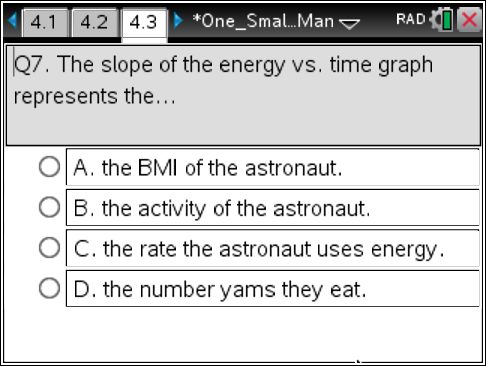 4.1 4.2 4.3 *One_Smal...Man RAD
Q7. The slope of the energy vs. time graph
represents the...
A. the BMI of the astronaut.
B. the activity of the astronaut.
C. the rate the astronaut uses energy.
D. the number yams they eat.